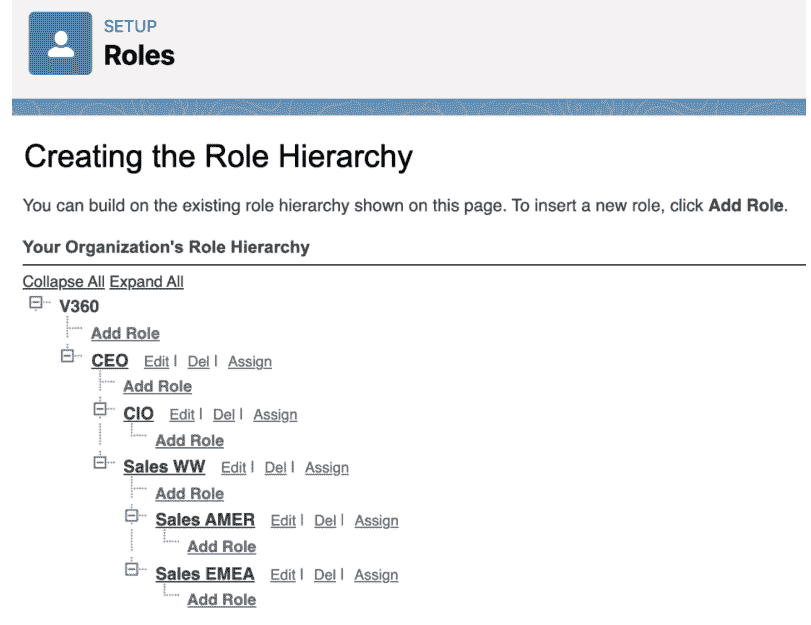 SETUP
Roles
Creating the Role Hierarchy
You can build on the existing role hierarchy shown on this page. To insert a new role, click Add Role.
Your Organization's Role Hierarchy
Collapse All Expand All
V360
Add Role
CEO Edit | Del | Assign
Add Role
CIO Edit | Del | Assign
Add Role
Sales WW Edit | Del | Assign
Add Role
Sales AMER Edit | Del | Assign
Add Role
Sales EMEA Edit | Del | Assign
Add Role